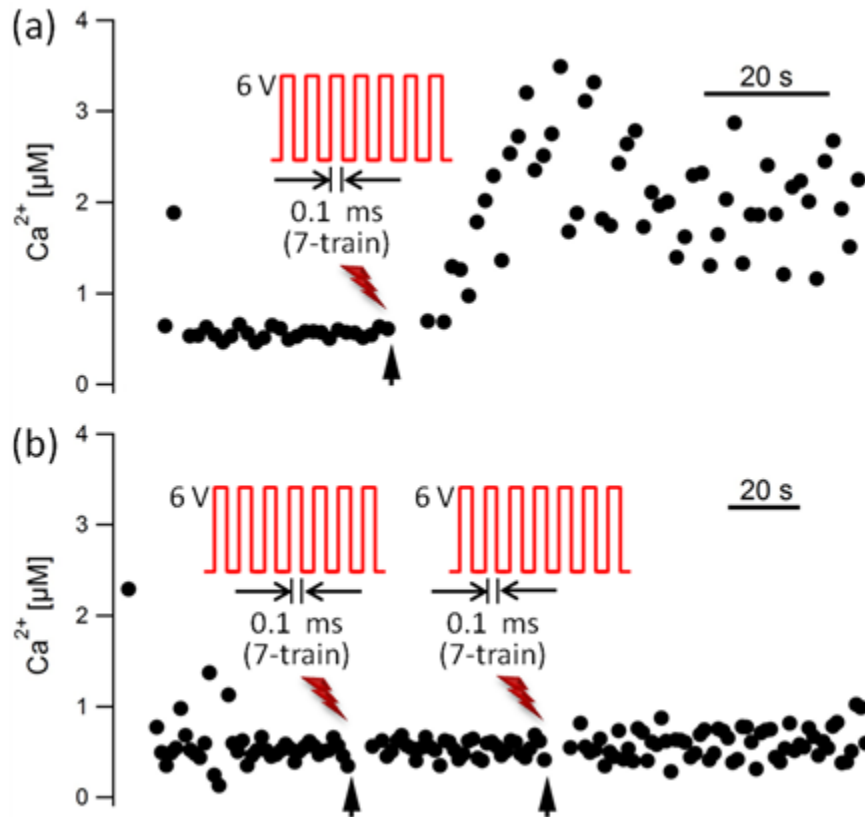 (a)
4
3
2
1
0
Ca²⁺ [µM]
6 V
0.1 ms
(7-train)
20 s
(b)
4
3
2
1
0
Ca²⁺ [µM]
6 V
6 V
0.1 ms
0.1 ms
(7-train)
(7-train)
20 s